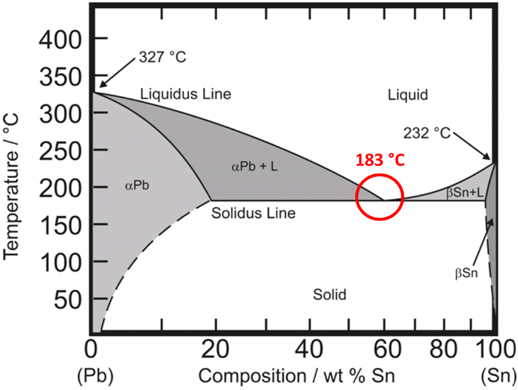 400
350
300
250
200
150
100
50
Temperature / °C
327 °C
Liquidus Line
Liquid
232 °C
183 °C
αPb + L
αPb
βSn+L
Solidus Line
βSn
Solid
0
20
40
60
80
100
(Pb)
Composition / wt % Sn
(Sn)